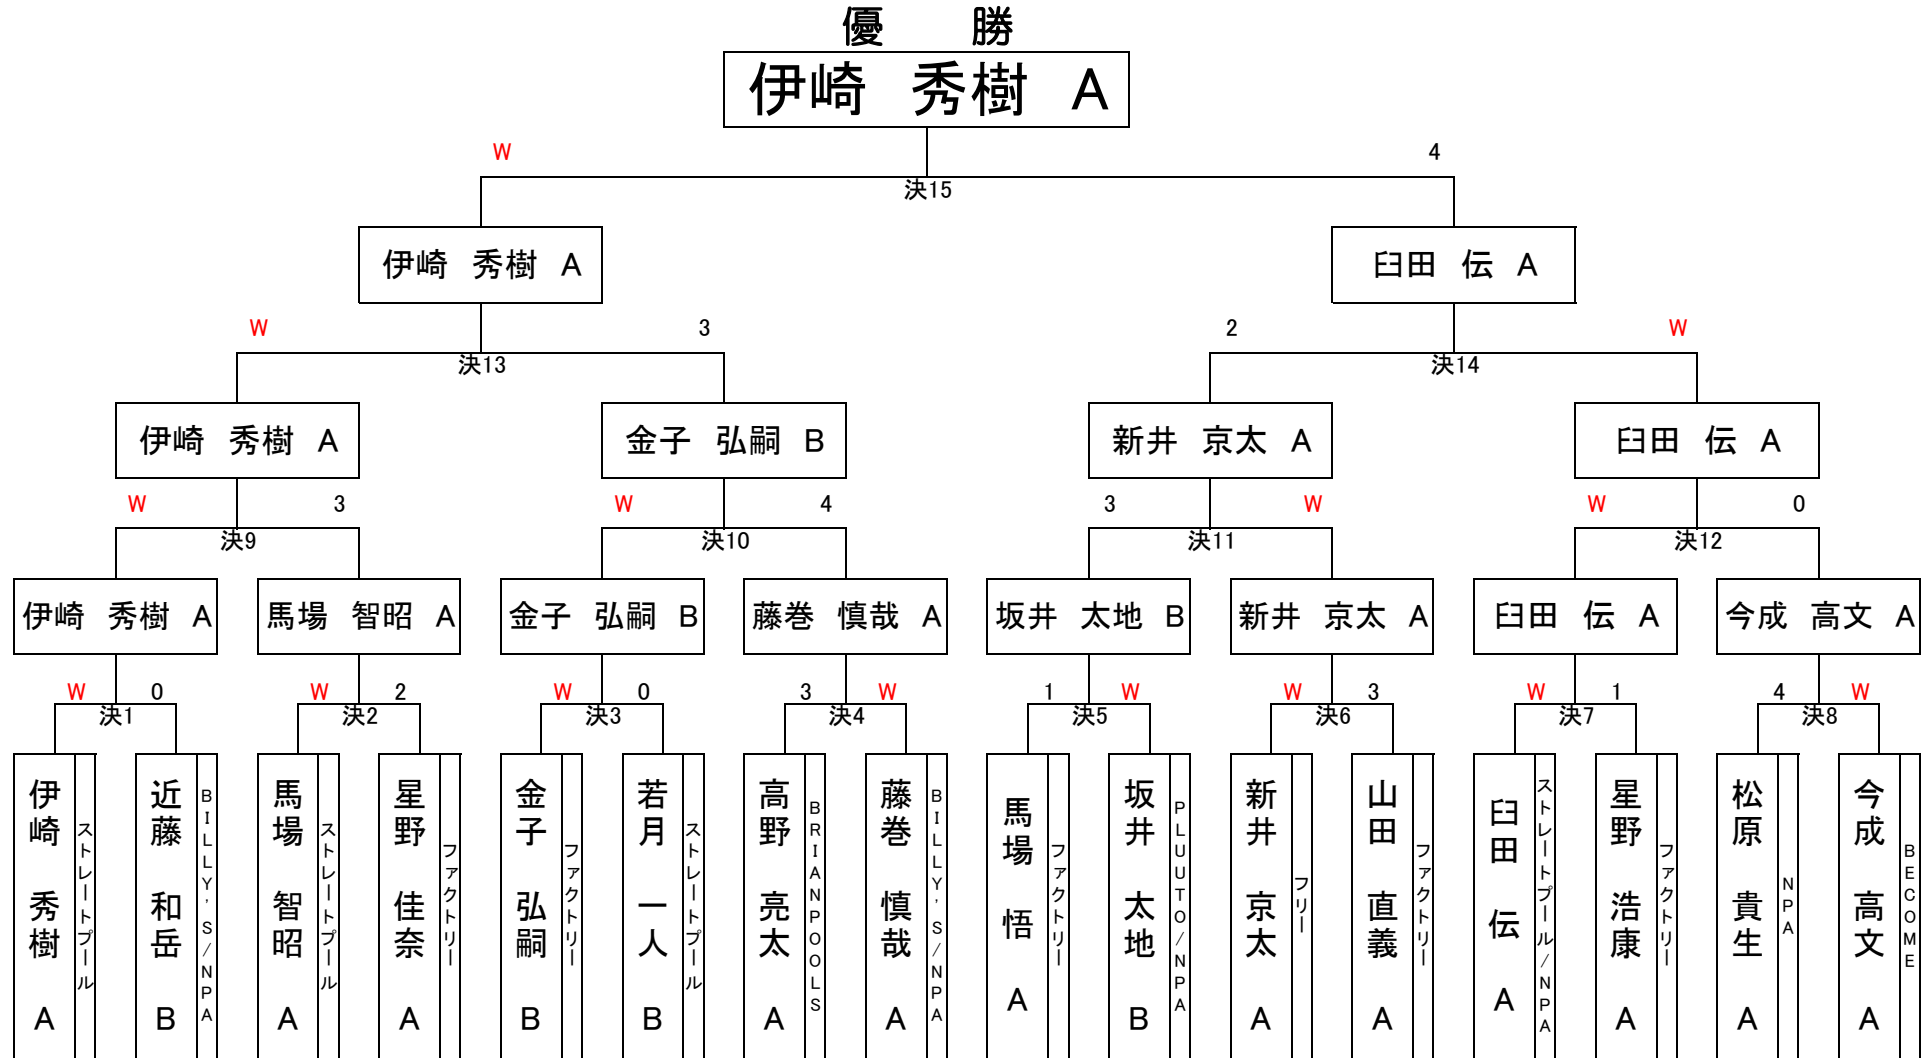 優　勝
伊崎　秀樹　A
W 4
決15
伊崎　秀樹　A 臼田　伝　A
W 3 2 W
決13 決14
伊崎　秀樹　A 金子　弘嗣　B 新井　京太　A 臼田　伝　A
W 3 W 4 3 W W 0
決9 決10 決11 決12
伊崎　秀樹　A 馬場　智昭　A 金子　弘嗣　B 藤巻　慎哉　A 坂井　太地　B 新井　京太　A 臼田　伝　A 今成　高文　A
W 0 W 2 W 0 3 W 1 W W 3 W 1 4 W
決1 決2 決3 決4 決5 決6 決7 決8
伊崎　秀樹　A
ストレートプール
近藤　和岳　B
BILLY'S/NPA
馬場　智昭　A
ストレートプール
星野　佳奈　A
ファクトリー
金子　弘嗣　B
ファクトリー
若月　一人　B
ストレートプール
高野　亮太　A
BRIANPOOLS
藤巻　慎哉　A
BILLY'S/NPA
馬場　悟　A
ファクトリー
坂井　太地　B
PLUUTO/NPA
新井　京太　A
フリー
山田　直義　A
ファクトリー
臼田　伝　A
ストレートプール/NPA
星野　浩康　A
ファクトリー
松原　貴生　A
NPA
今成　高文　A
BECOME